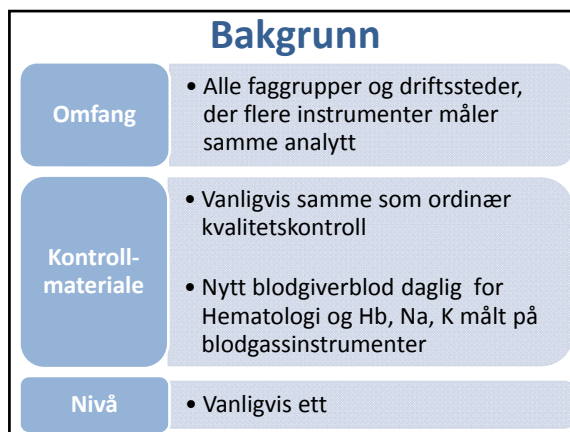 Bakgrunn
Omfang
• Alle faggrupper og driftssteder,
der flere instrumenter måler
samme analytt
Kontroll-
materiale
• Vanligvis samme som ordinær
kvalitetskontroll
• Nytt blodgiverblod daglig for
Hematologi og Hb, Na, K målt på
blodgassinstrumenter
Nivå
• Vanligvis ett